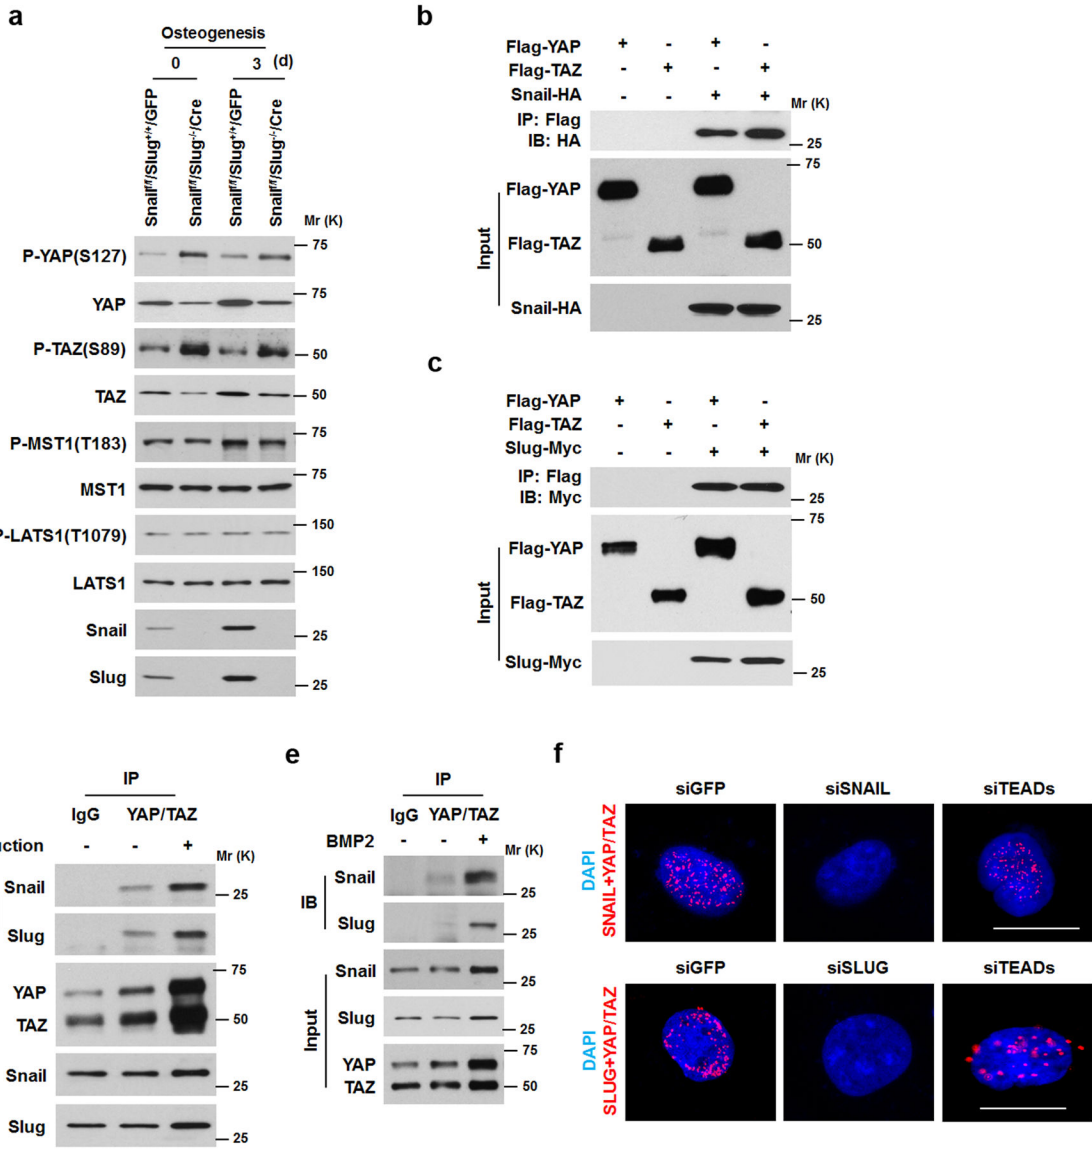 a
Osteogenesis
0 3 (d)
Snail^f/f/Slug^+/+/GFP
Snail^f/f/Slug^-/-/Cre
Snail^f/f/Slug^+/+/GFP
Snail^f/f/Slug^-/-/Cre
Mr (K)
P-YAP(S127) 75
YAP 75
P-TAZ(S89) 50
TAZ 50
P-MST1(T183) 75
MST1 75
P-LATS1(T1079) 150
LATS1 150
Snail 25
Slug 25
b
Flag-YAP + - + -
Flag-TAZ - + - +
Snail-HA - - + +
Mr (K)
IP: Flag
IB: HA 25
75
Input
Flag-YAP
Flag-TAZ 50
Snail-HA 25
c
Flag-YAP + - + -
Flag-TAZ - + - +
Slug-Myc - - + +
Mr (K)
IP: Flag
IB: Myc 25
75
Input
Flag-YAP
Flag-TAZ 50
Slug-Myc 25
IP
IgG YAP/TAZ
uction - - +
Mr (K)
Snail 25
Slug 25
75
YAP
TAZ 50
Snail 25
Slug 25
e
IP
IgG YAP/TAZ
BMP2 - - +
Mr (K)
IB
Snail 25
Slug 25
Input
Snail 25
Slug 25
YAP 75
TAZ 50
f
siGFP siSNAIL siTEADs
DAPI
SNAIL+YAP/TAZ
siGFP siSLUG siTEADs
DAPI
SLUG+YAP/TAZ